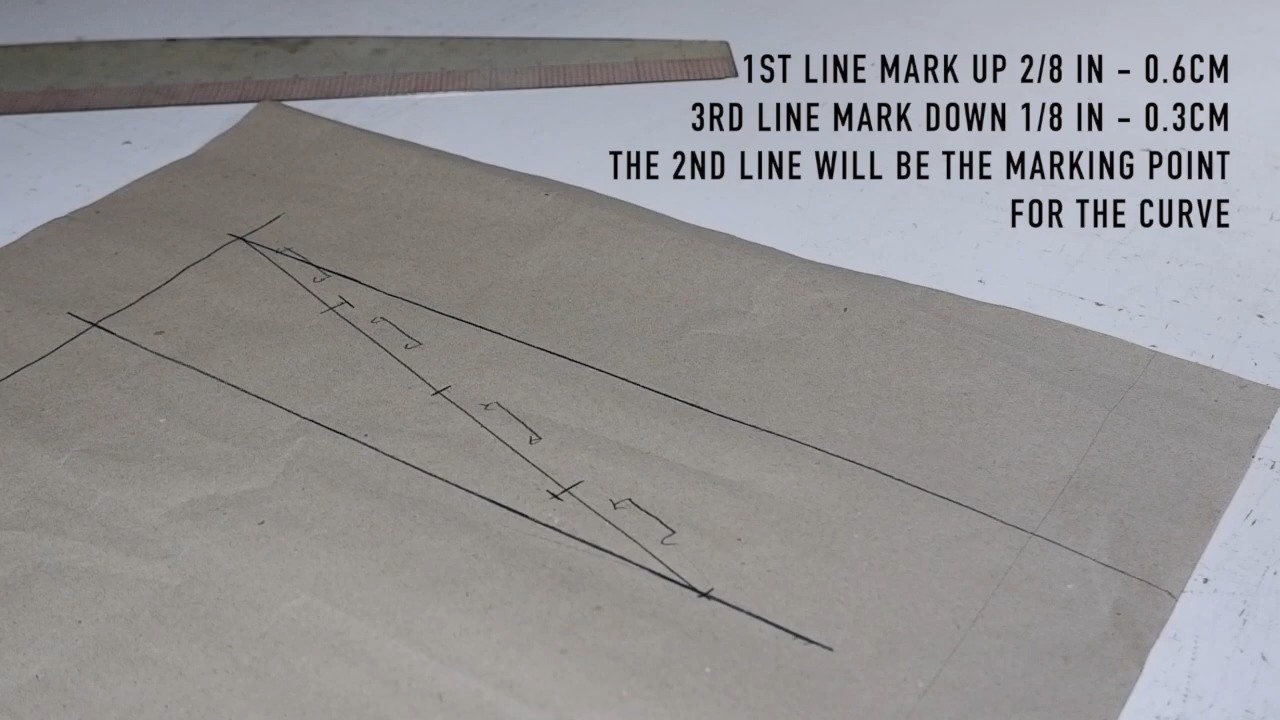 1ST LINE MARK UP 2/8 IN - 0.6CM
3RD LINE MARK DOWN 1/8 IN - 0.3CM
THE 2ND LINE WILL BE THE MARKING POINT
FOR THE CURVE